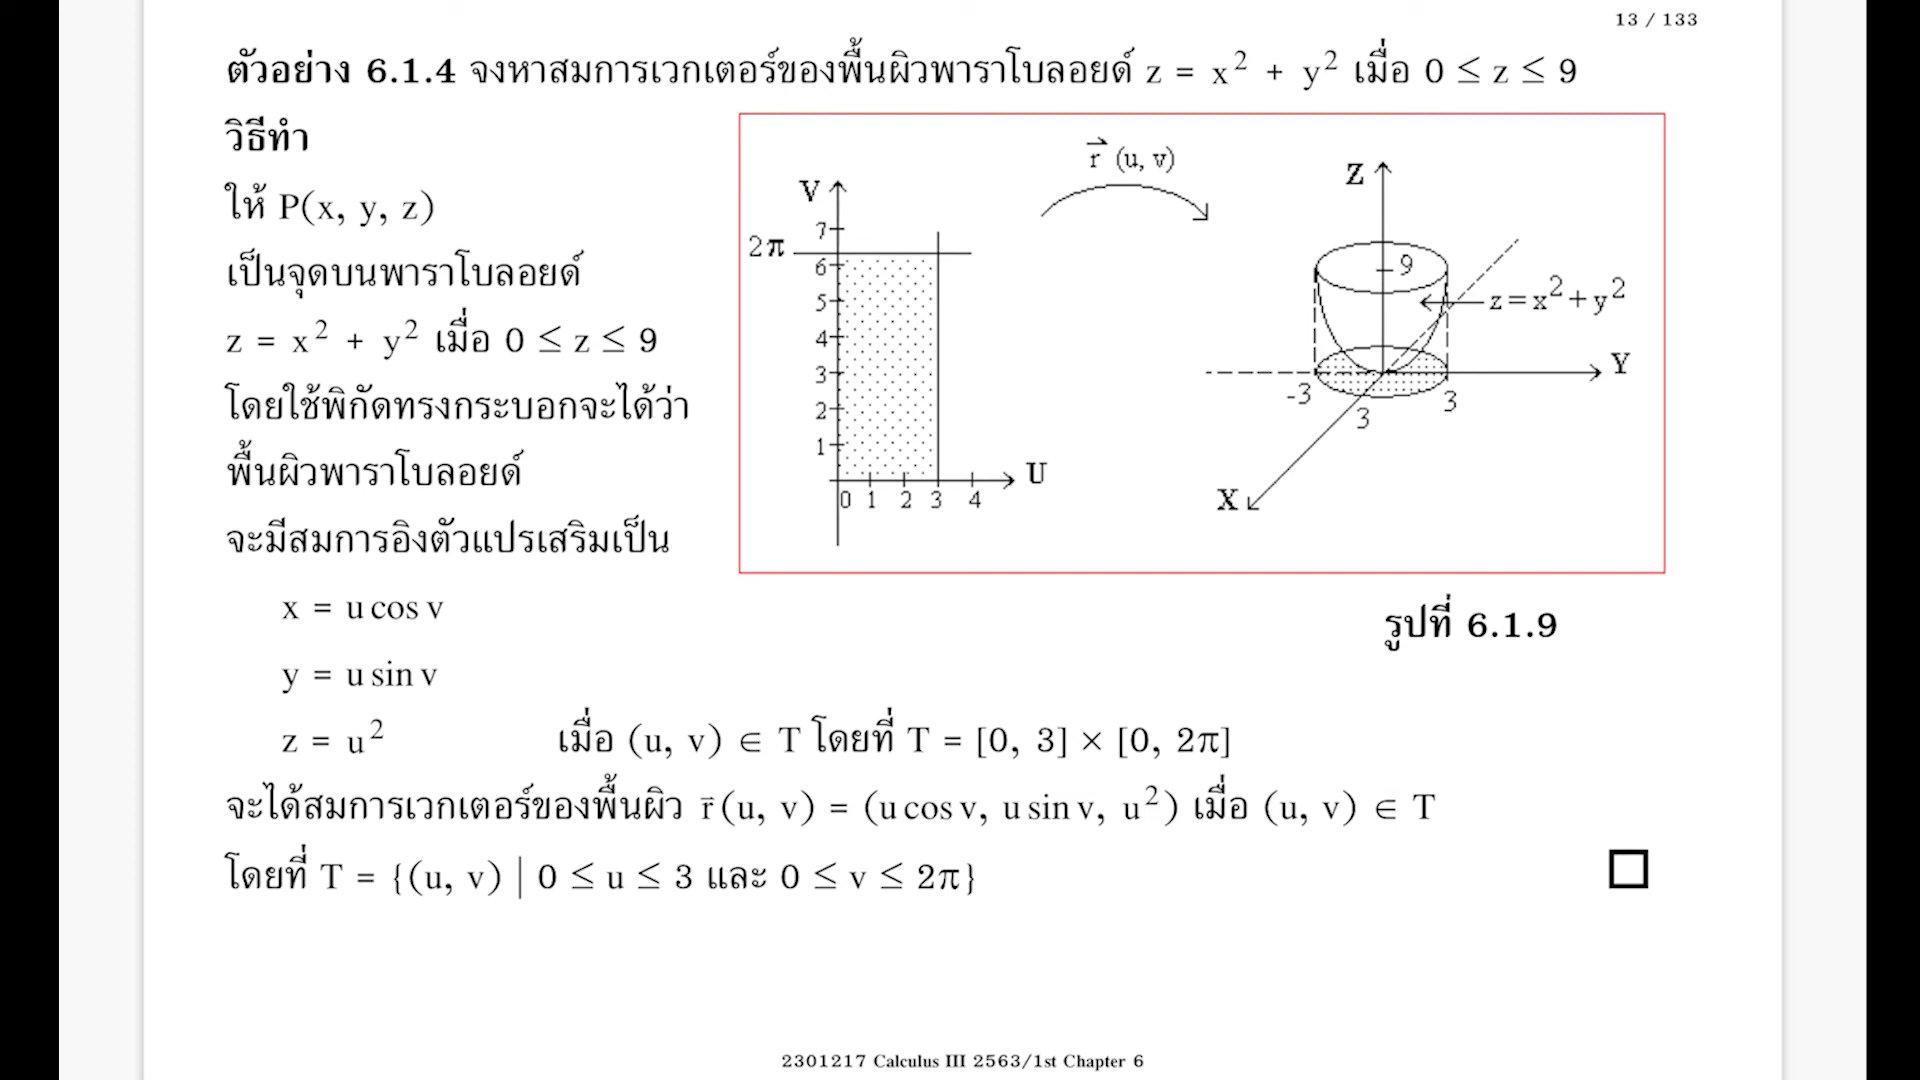 13 / 133
ตัวอย่าง 6.1.4 จงหาสมการเวกเตอร์ของพื้นผิวพาราโบลอยด์ z = x² + y² เมื่อ 0 ≤ z ≤ 9
วิธีทำ
ให้ P(x, y, z)
เป็นจุดบนพาราโบลอยด์
z = x² + y² เมื่อ 0 ≤ z ≤ 9
โดยใช้พิกัดทรงกระบอกจะได้ว่า
พื้นผิวพาราโบลอยด์
จะมีสมการอิงตัวแปรเสริมเป็น
V
7
2π
6
5
4
3
2
1
0 1 2 3 4
U
r⃗ (u, v)
Z
9
z = x² + y²
Y
-3
3
3
X
รูปที่ 6.1.9
x = u cos v
y = u sin v
z = u² เมื่อ (u, v) ∈ T โดยที่ T = [0, 3] × [0, 2π]
จะได้สมการเวกเตอร์ของพื้นผิว r⃗(u, v) = (u cos v, u sin v, u²) เมื่อ (u, v) ∈ T
โดยที่ T = {(u, v) | 0 ≤ u ≤ 3 และ 0 ≤ v ≤ 2π}
2301217 Calculus III 2563/1st Chapter 6